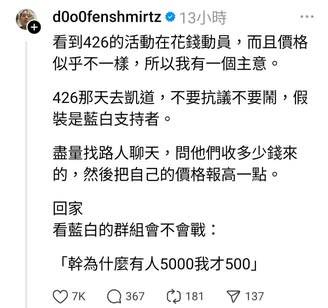 d0o0fenshmirtz 13小時
看到426的活動在花錢動員，而且價格
似乎不一樣，所以我有一個主意。
426那天去凱道，不要抗議不要鬧，假
裝是藍白支持者。
盡量找路人聊天，問他們收多少錢來
的，然後把自己的價格報高一點。
回家
看藍白的群組會不會戰：
「幹為什麼有人5000我才500」
7K 367 181 137